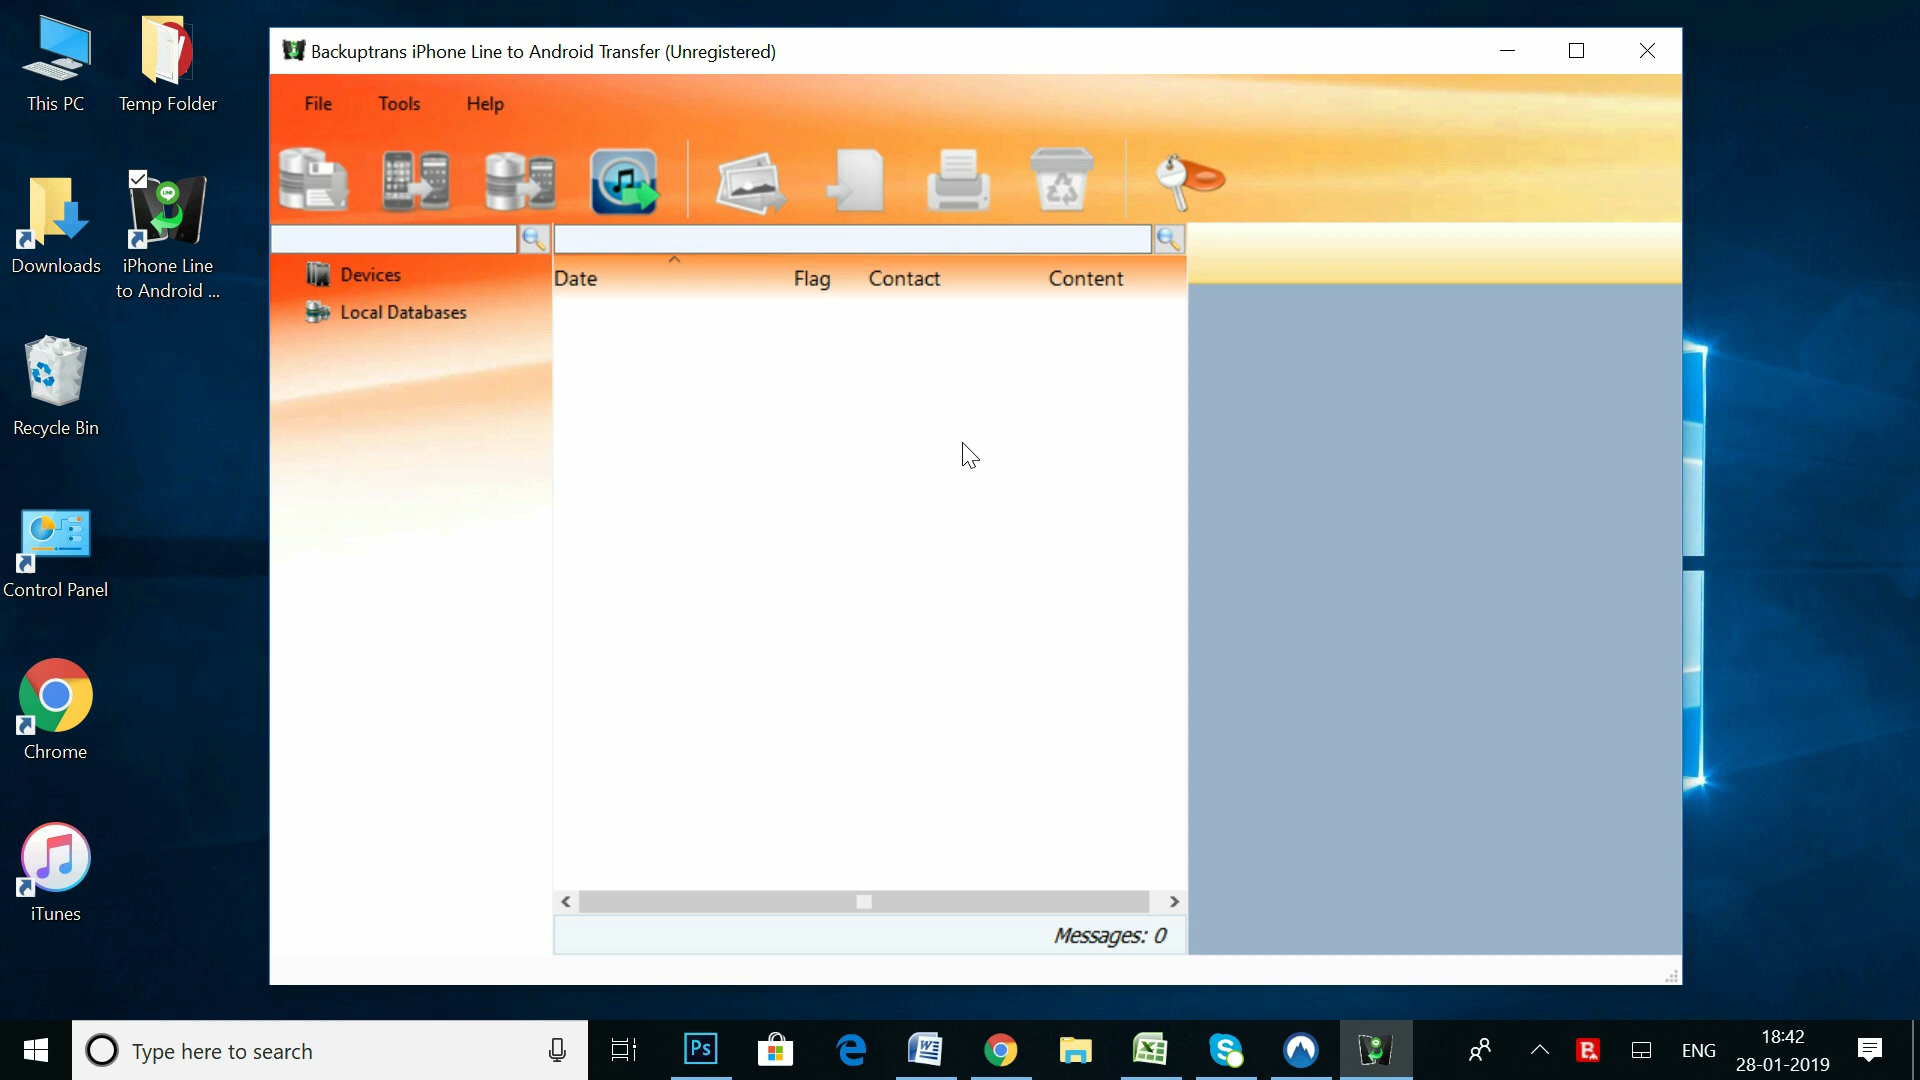 This PC
Temp Folder
Downloads
iPhone Line
to Android ...
Recycle Bin
Control Panel
Chrome
iTunes
Backuptrans iPhone Line to Android Transfer (Unregistered)
File Tools Help
Devices
Local Databases
Date Flag Contact Content
Messages: 0
LINE
Type here to search
Ps
ENG
18:42
28-01-2019